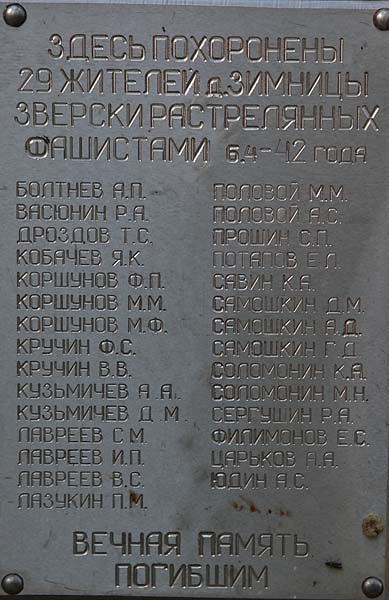 ЗДЕСЬ ПОХОРОНЕНЫ
29 ЖИТЕЛЕЙ д. ЗИМНИЦЫ
ЗВЕРСКИ РАСТРЕЛЯННЫХ
ФАШИСТАМИ 6.4-42 ГОДА
БОЛТНЕВ А.П.
ВАСЮНИН Р.А.
ДРОЗДОВ Т.С.
КОБАЧЕВ Я.К.
КОРШУНОВ Ф.П.
КОРШУНОВ М.М.
КОРШУНОВ М.Ф.
КРУЧИН Ф.С.
КРУЧИН В.В.
КУЗЬМИЧЕВ А.А.
КУЗЬМИЧЕВ Д.М.
ЛАВРЕЕВ С.М.
ЛАВРЕЕВ И.П.
ЛАВРЕЕВ В.С.
ЛАЗУКИН П.М.
ПОЛОВОЙ М.М.
ПОЛОВОЙ А.С.
ПРОШИН С.П.
ПОТАПОВ Е.Л.
САВИН К.А.
САМОШКИН Д.М.
САМОШКИН А.Д.
САМОШКИН Г.Д.
СОЛОМОНИН К.А.
СОЛОМОНИН М.Н.
СЕРГУШИН Р.А.
ФИЛИМОНОВ Е.С.
ЦАРЬКОВ А.А.
ЮДИН А.С.
ВЕЧНАЯ ПАМЯТЬ
ПОГИБШИМ